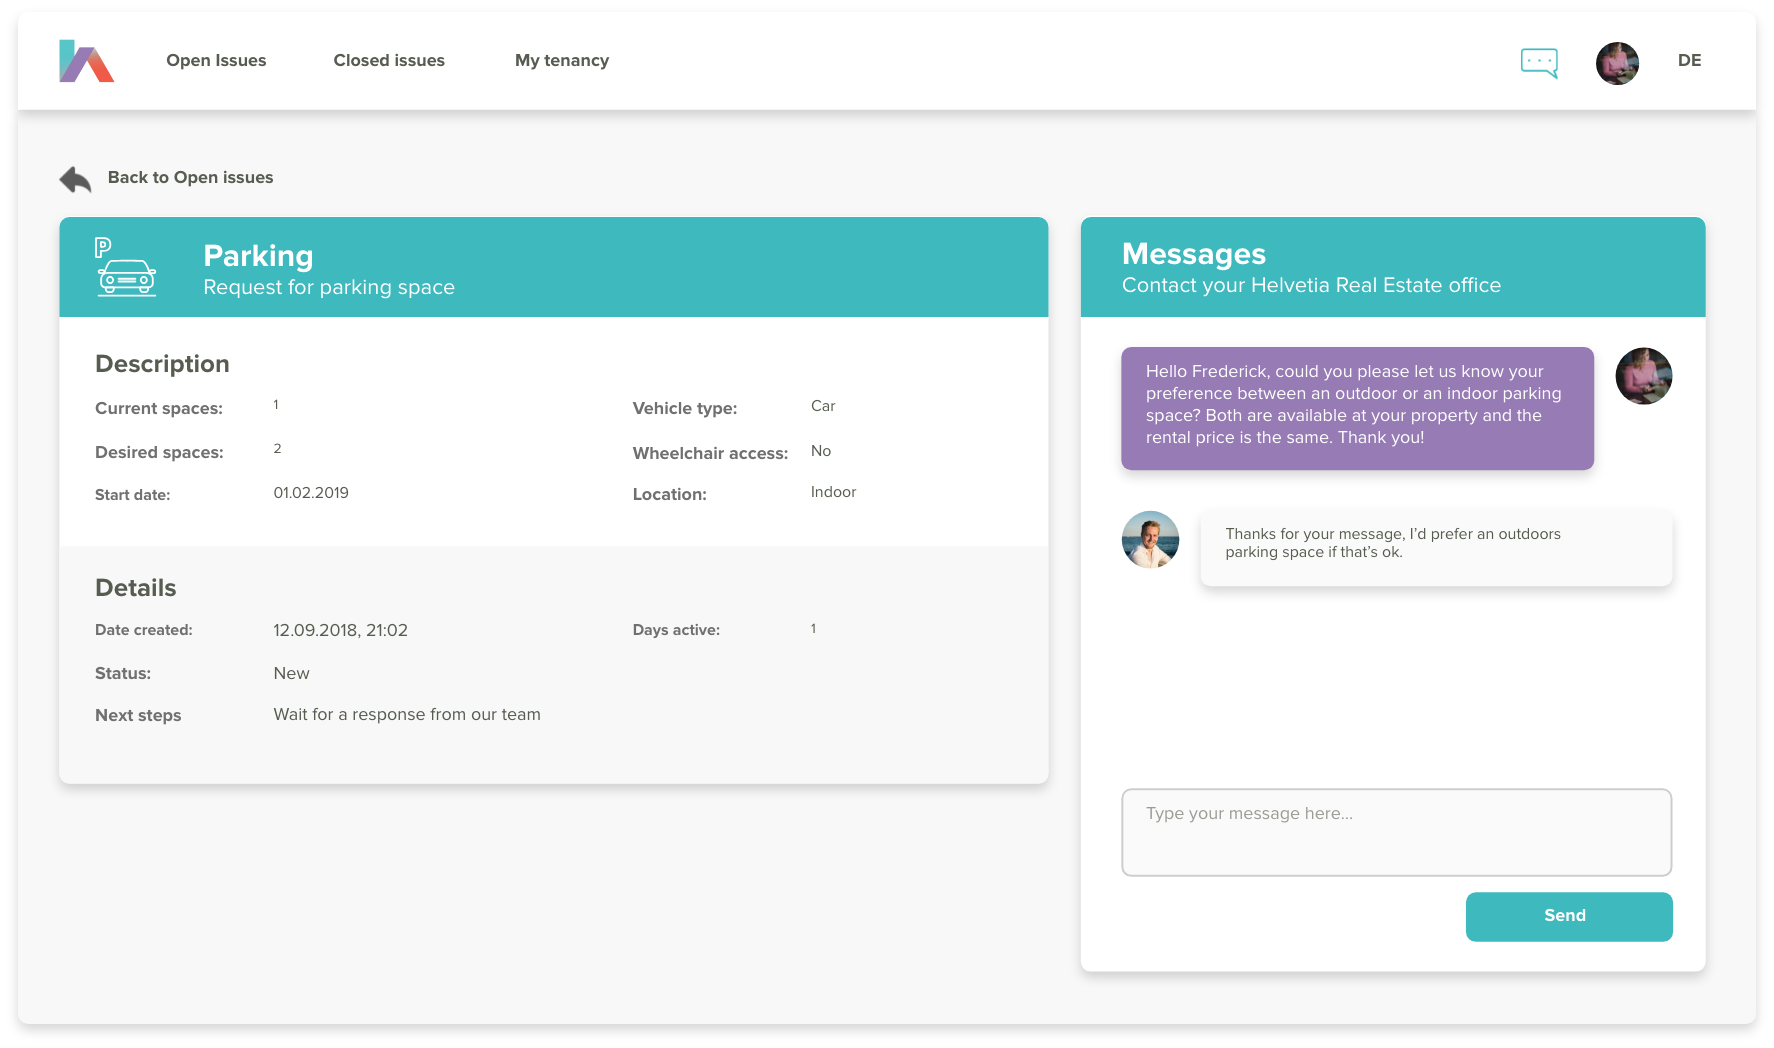 Open Issues
Closed issues
My tenancy
DE
Back to Open issues
P
Parking
Request for parking space
Description
Current spaces: 1
Vehicle type: Car
Desired spaces: 2
Wheelchair access: No
Start date: 01.02.2019
Location: Indoor
Details
Date created: 12.09.2018, 21:02
Days active: 1
Status: New
Next steps Wait for a response from our team
Messages
Contact your Helvetia Real Estate office
Hello Frederick, could you please let us know your
preference between an outdoor or an indoor parking
space? Both are available at your property and the
rental price is the same. Thank you!
Thanks for your message, I’d prefer an outdoors
parking space if that’s ok.
Type your message here...
Send